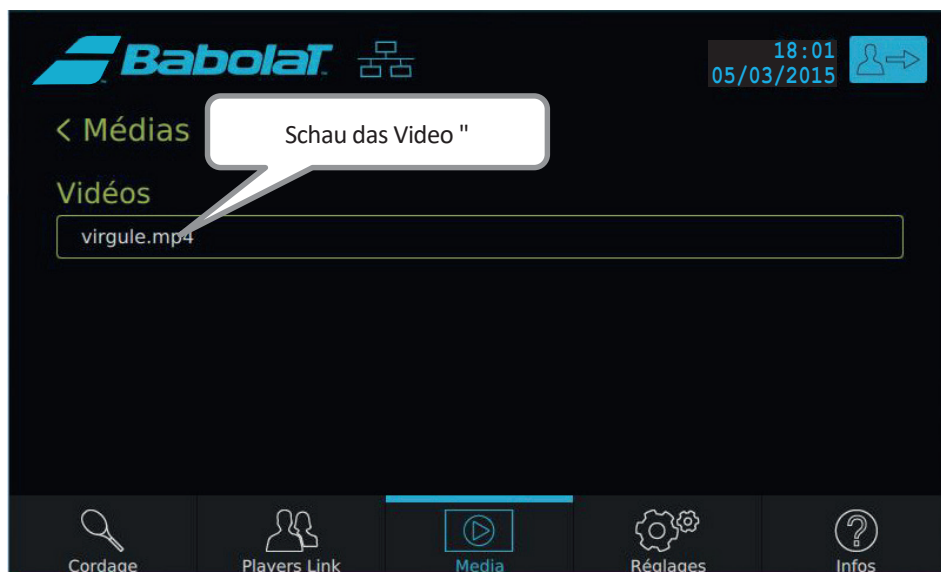 Babolat
18:01
05/03/2015
< Médias
Schau das Video "
Vidéos
virgule.mp4
Cordage
Players Link
Media
Réglages
Infos